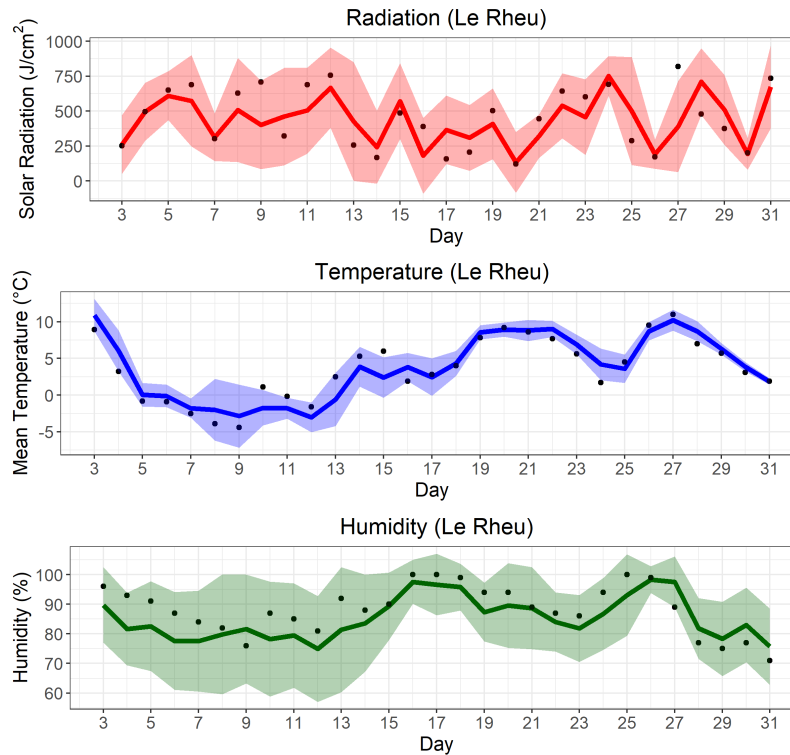 Radiation (Le Rheu)
Solar Radiation (J/cm²)
1000
750
500
250
0
3 5 7 9 11 13 15 17 19 21 23 25 27 29 31
Day
Temperature (Le Rheu)
Mean Temperature (°C)
10
5
0
-5
3 5 7 9 11 13 15 17 19 21 23 25 27 29 31
Day
Humidity (Le Rheu)
Humidity (%)
100
90
80
70
60
3 5 7 9 11 13 15 17 19 21 23 25 27 29 31
Day